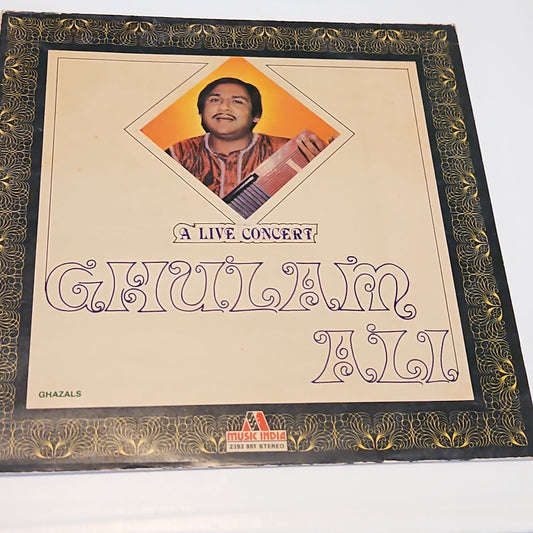 A LIVE CONCERT
GHULAM
ALI
GHAZALS
MUSIC INDIA
2393 951 STEREO